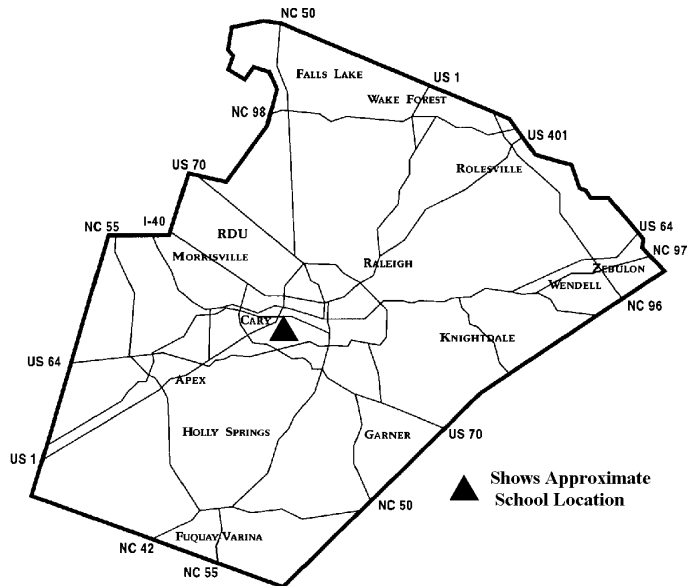 NC 50
FALLS LAKE
US 1
WAKE FOREST
NC 98
US 401
US 70
ROLESVILLE
NC 55
I-40
RDU
MORRISVILLE
US 64
NC 97
RALEIGH
ZEBULON
WENDELL
NC 96
CARY
KNIGHTDALE
US 64
APEX
HOLLY SPRINGS
GARNER
US 70
US 1
Shows Approximate
School Location
NC 50
FUQUAY VARINA
NC 42
NC 55